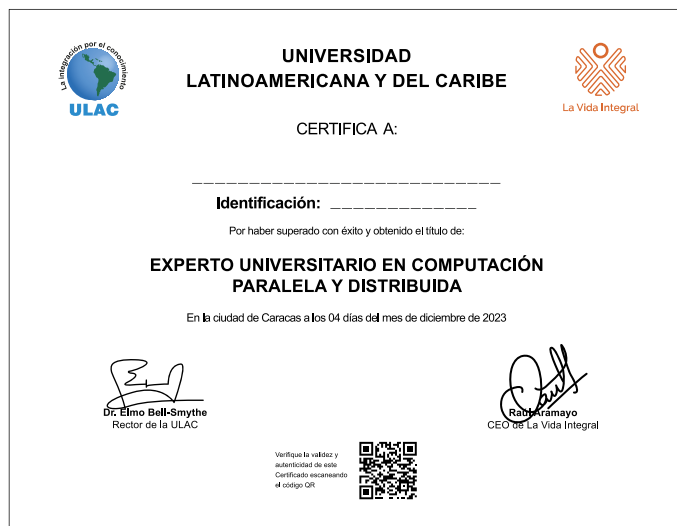 La integración por el conocimiento
ULAC
UNIVERSIDAD
LATINOAMERICANA Y DEL CARIBE
La Vida Integral
CERTIFICA A:
Identificación:
Por haber superado con éxito y obtenido el título de:
EXPERTO UNIVERSITARIO EN COMPUTACIÓN
PARALELA Y DISTRIBUIDA
En la ciudad de Caracas a los 04 días del mes de diciembre de 2023
Dr. Elmo Bell-Smythe
Rector de la ULAC
Raúl Aramayo
CEO de La Vida Integral
Verifique la validez y
autenticidad de este
Certificado escaneando
el código QR